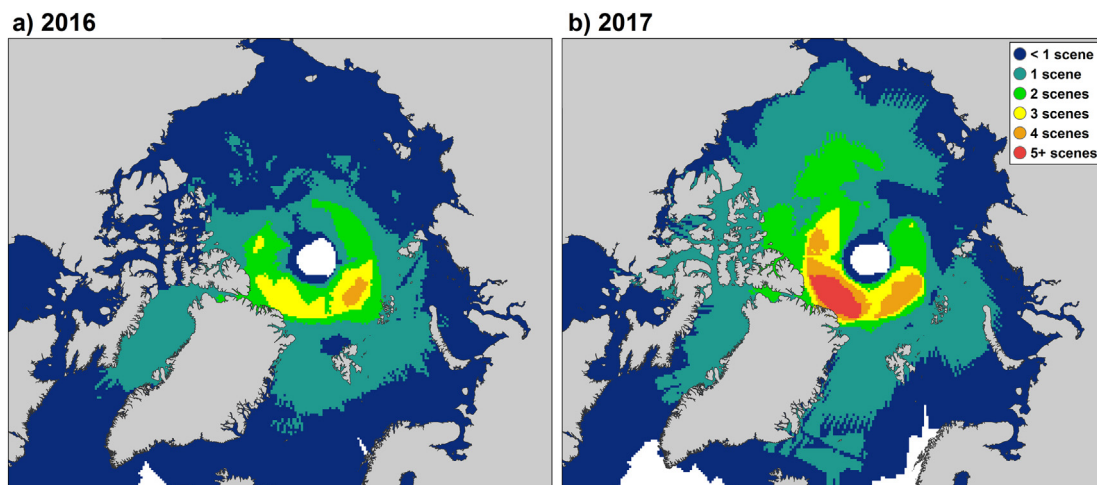 a) 2016
b) 2017
< 1 scene
1 scene
2 scenes
3 scenes
4 scenes
5+ scenes